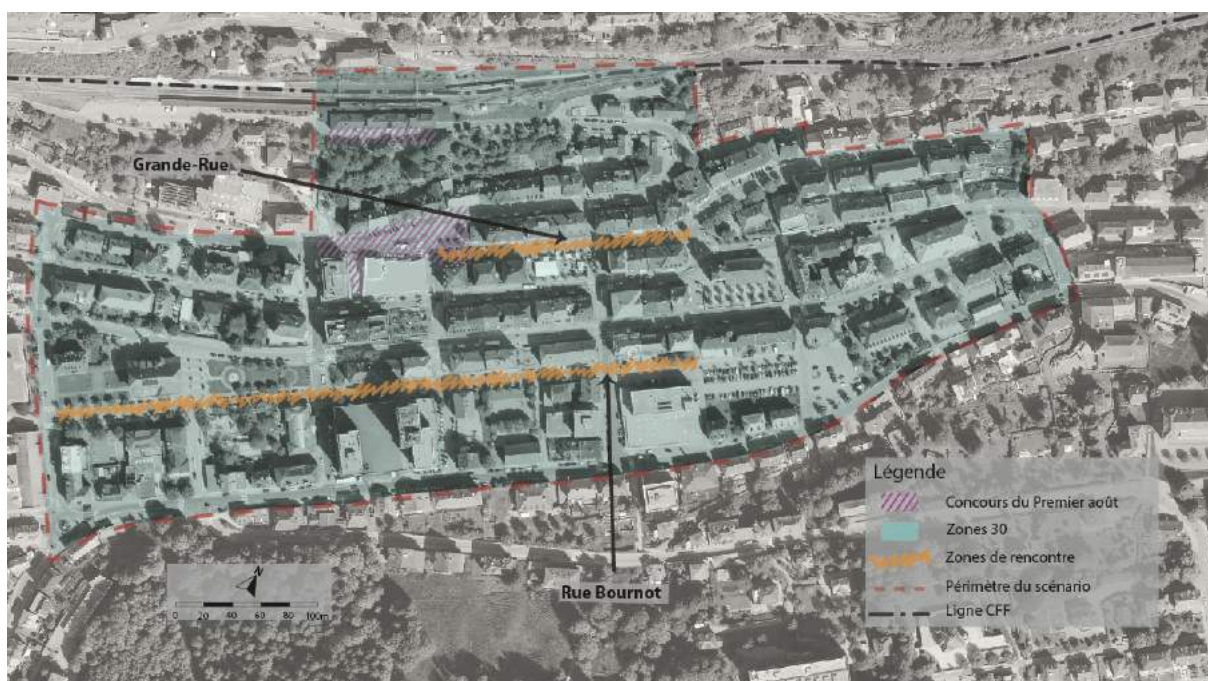 Grande-Rue
Rue Bournot
N
0 20 40 60 80 100m
Légende
Concours du Premier août
Zones 30
Zones de rencontre
Périmètre du scénario
Ligne CFF